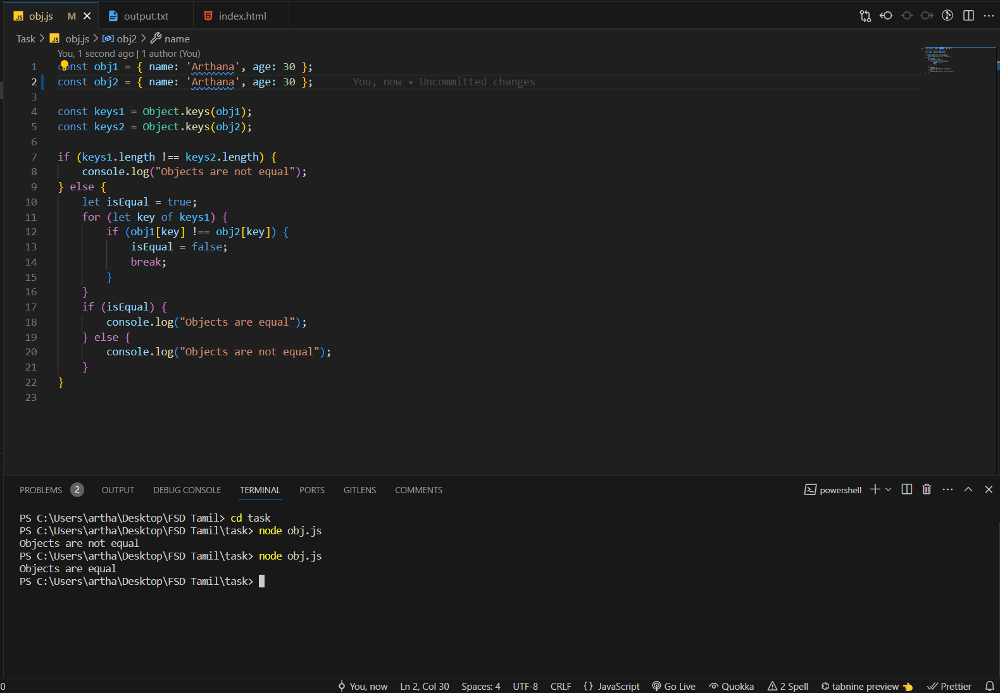 obj.js M
output.txt
index.html
Task > obj.js > obj2 > name
You, 1 second ago | 1 author (You)
1 const obj1 = { name: 'Arthana', age: 30 };
2 const obj2 = { name: 'Arthana', age: 30 }; You, now • Uncommitted changes
3
4 const keys1 = Object.keys(obj1);
5 const keys2 = Object.keys(obj2);
6
7 if (keys1.length !== keys2.length) {
8     console.log("Objects are not equal");
9 } else {
10     let isEqual = true;
11     for (let key of keys1) {
12         if (obj1[key] !== obj2[key]) {
13             isEqual = false;
14             break;
15         }
16     }
17     if (isEqual) {
18         console.log("Objects are equal");
19     } else {
20         console.log("Objects are not equal");
21     }
22 }
23
PROBLEMS 2 OUTPUT DEBUG CONSOLE TERMINAL PORTS GITLENS COMMENTS powershell
PS C:\Users\artha\Desktop\FSD Tamil> cd task
PS C:\Users\artha\Desktop\FSD Tamil\task> node obj.js
Objects are not equal
PS C:\Users\artha\Desktop\FSD Tamil\task> node obj.js
Objects are equal
PS C:\Users\artha\Desktop\FSD Tamil\task>
0 You, now Ln 2, Col 30 Spaces: 4 UTF-8 CRLF {} JavaScript Go Live Quokka 2 Spell tabnine preview Prettier